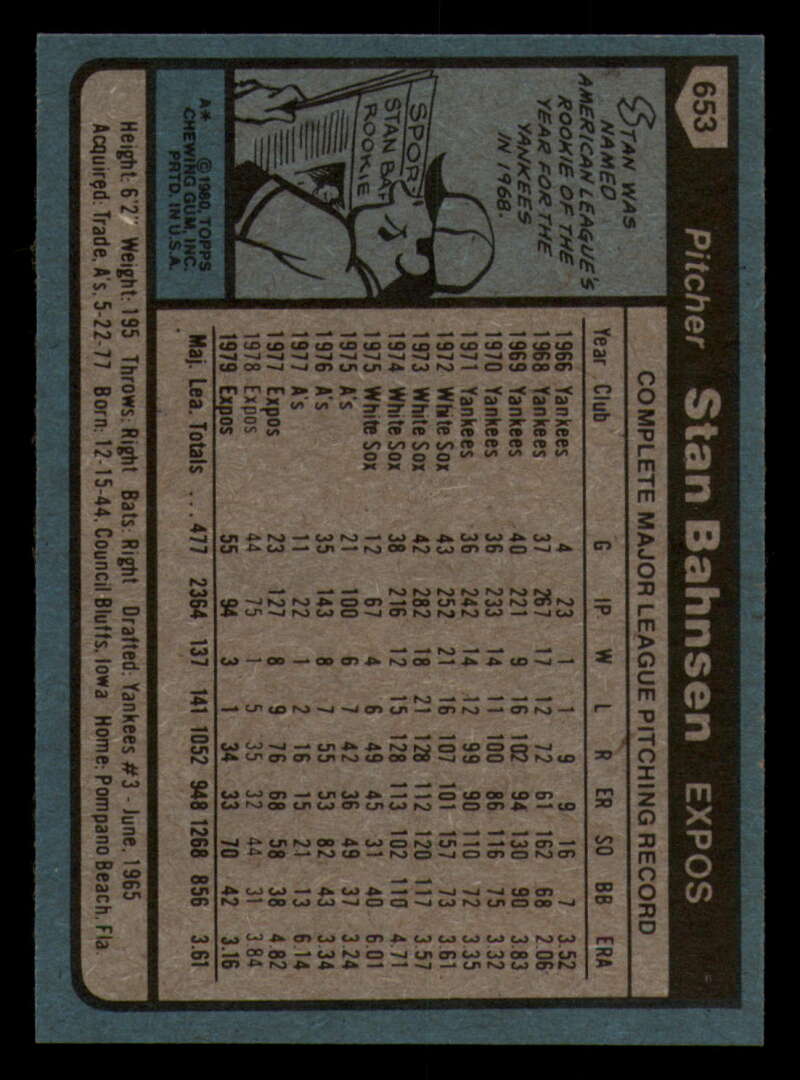 653
Pitcher Stan Bahnsen EXPOS
STAN WAS
NAMED
AMERICAN LEAGUE'S
ROOKIE OF THE
YEAR FOR THE
YANKEES
IN 1968.
SPORT
STAN BA
ROOKIE
A* © 1980, TOPPS
CHEWING GUM, INC.
PRTD. IN U.S.A.
COMPLETE MAJOR LEAGUE PITCHING RECORD
Year Club G IP W L R ER SO BB ERA
1966 Yankees 4 23 1 1 9 9 16 7 3.52
1968 Yankees 37 267 17 12 72 61 162 68 2.06
1969 Yankees 40 221 9 16 102 94 130 90 3.83
1970 Yankees 36 233 14 11 100 86 116 75 3.32
1971 Yankees 36 242 14 12 99 90 110 72 3.35
1972 White Sox 43 252 21 16 107 101 157 73 3.61
1973 White Sox 42 282 18 21 128 112 120 117 3.57
1974 White Sox 38 216 12 15 128 113 102 110 4.71
1975 White Sox 12 67 4 6 49 45 31 40 6.01
1975 A's 21 100 6 7 42 36 49 37 3.24
1976 A's 35 143 8 7 55 53 82 43 3.34
1977 A's 11 22 1 2 16 15 21 13 6.14
1977 Expos 23 127 8 9 76 68 58 38 4.82
1978 Expos 44 75 1 5 35 32 44 31 3.84
1979 Expos 55 94 3 1 34 33 70 42 3.16
Maj. Lea. Totals ... 477 2364 137 141 1052 948 1268 856 3.61
Height: 6'2" Weight: 195 Throws: Right Bats: Right Drafted: Yankees #3 - June, 1965
Acquired: Trade, A's, 5-22-77 Born: 12-15-44, Council Bluffs, Iowa Home: Pompano Beach, Fla.